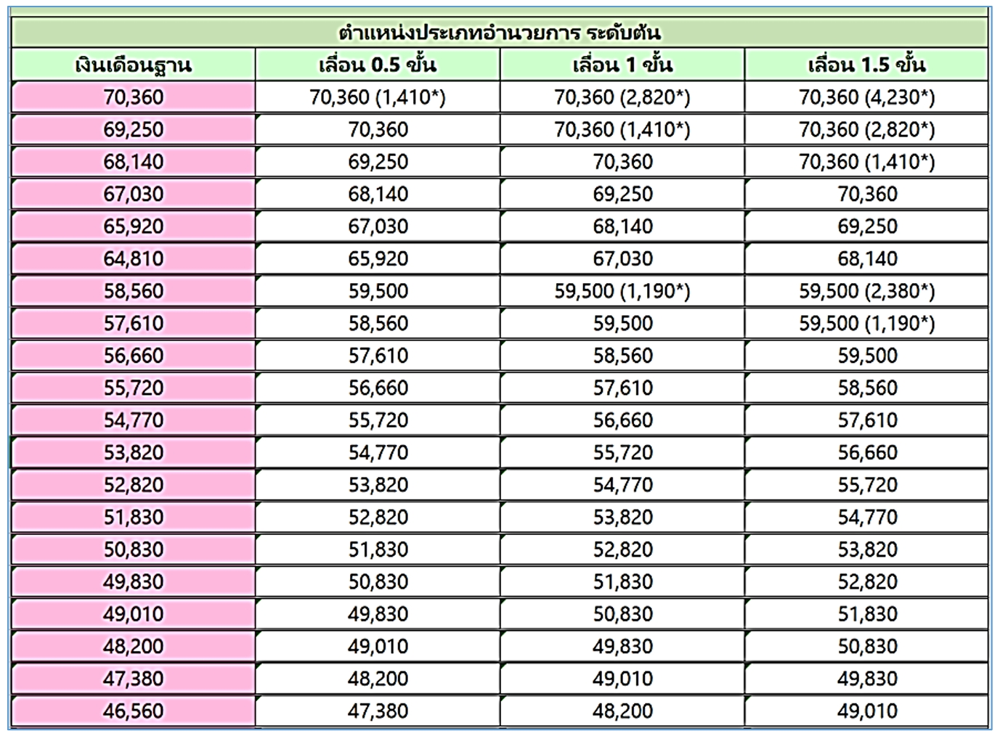 ตำแหน่งประเภทอำนวยการ ระดับต้น
เงินเดือนฐาน เลื่อน 0.5 ขั้น เลื่อน 1 ขั้น เลื่อน 1.5 ขั้น
70,360 70,360 (1,410*) 70,360 (2,820*) 70,360 (4,230*)
69,250 70,360 70,360 (1,410*) 70,360 (2,820*)
68,140 69,250 70,360 70,360 (1,410*)
67,030 68,140 69,250 70,360
65,920 67,030 68,140 69,250
64,810 65,920 67,030 68,140
58,560 59,500 59,500 (1,190*) 59,500 (2,380*)
57,610 58,560 59,500 59,500 (1,190*)
56,660 57,610 58,560 59,500
55,720 56,660 57,610 58,560
54,770 55,720 56,660 57,610
53,820 54,770 55,720 56,660
52,820 53,820 54,770 55,720
51,830 52,820 53,820 54,770
50,830 51,830 52,820 53,820
49,830 50,830 51,830 52,820
49,010 49,830 50,830 51,830
48,200 49,010 49,830 50,830
47,380 48,200 49,010 49,830
46,560 47,380 48,200 49,010